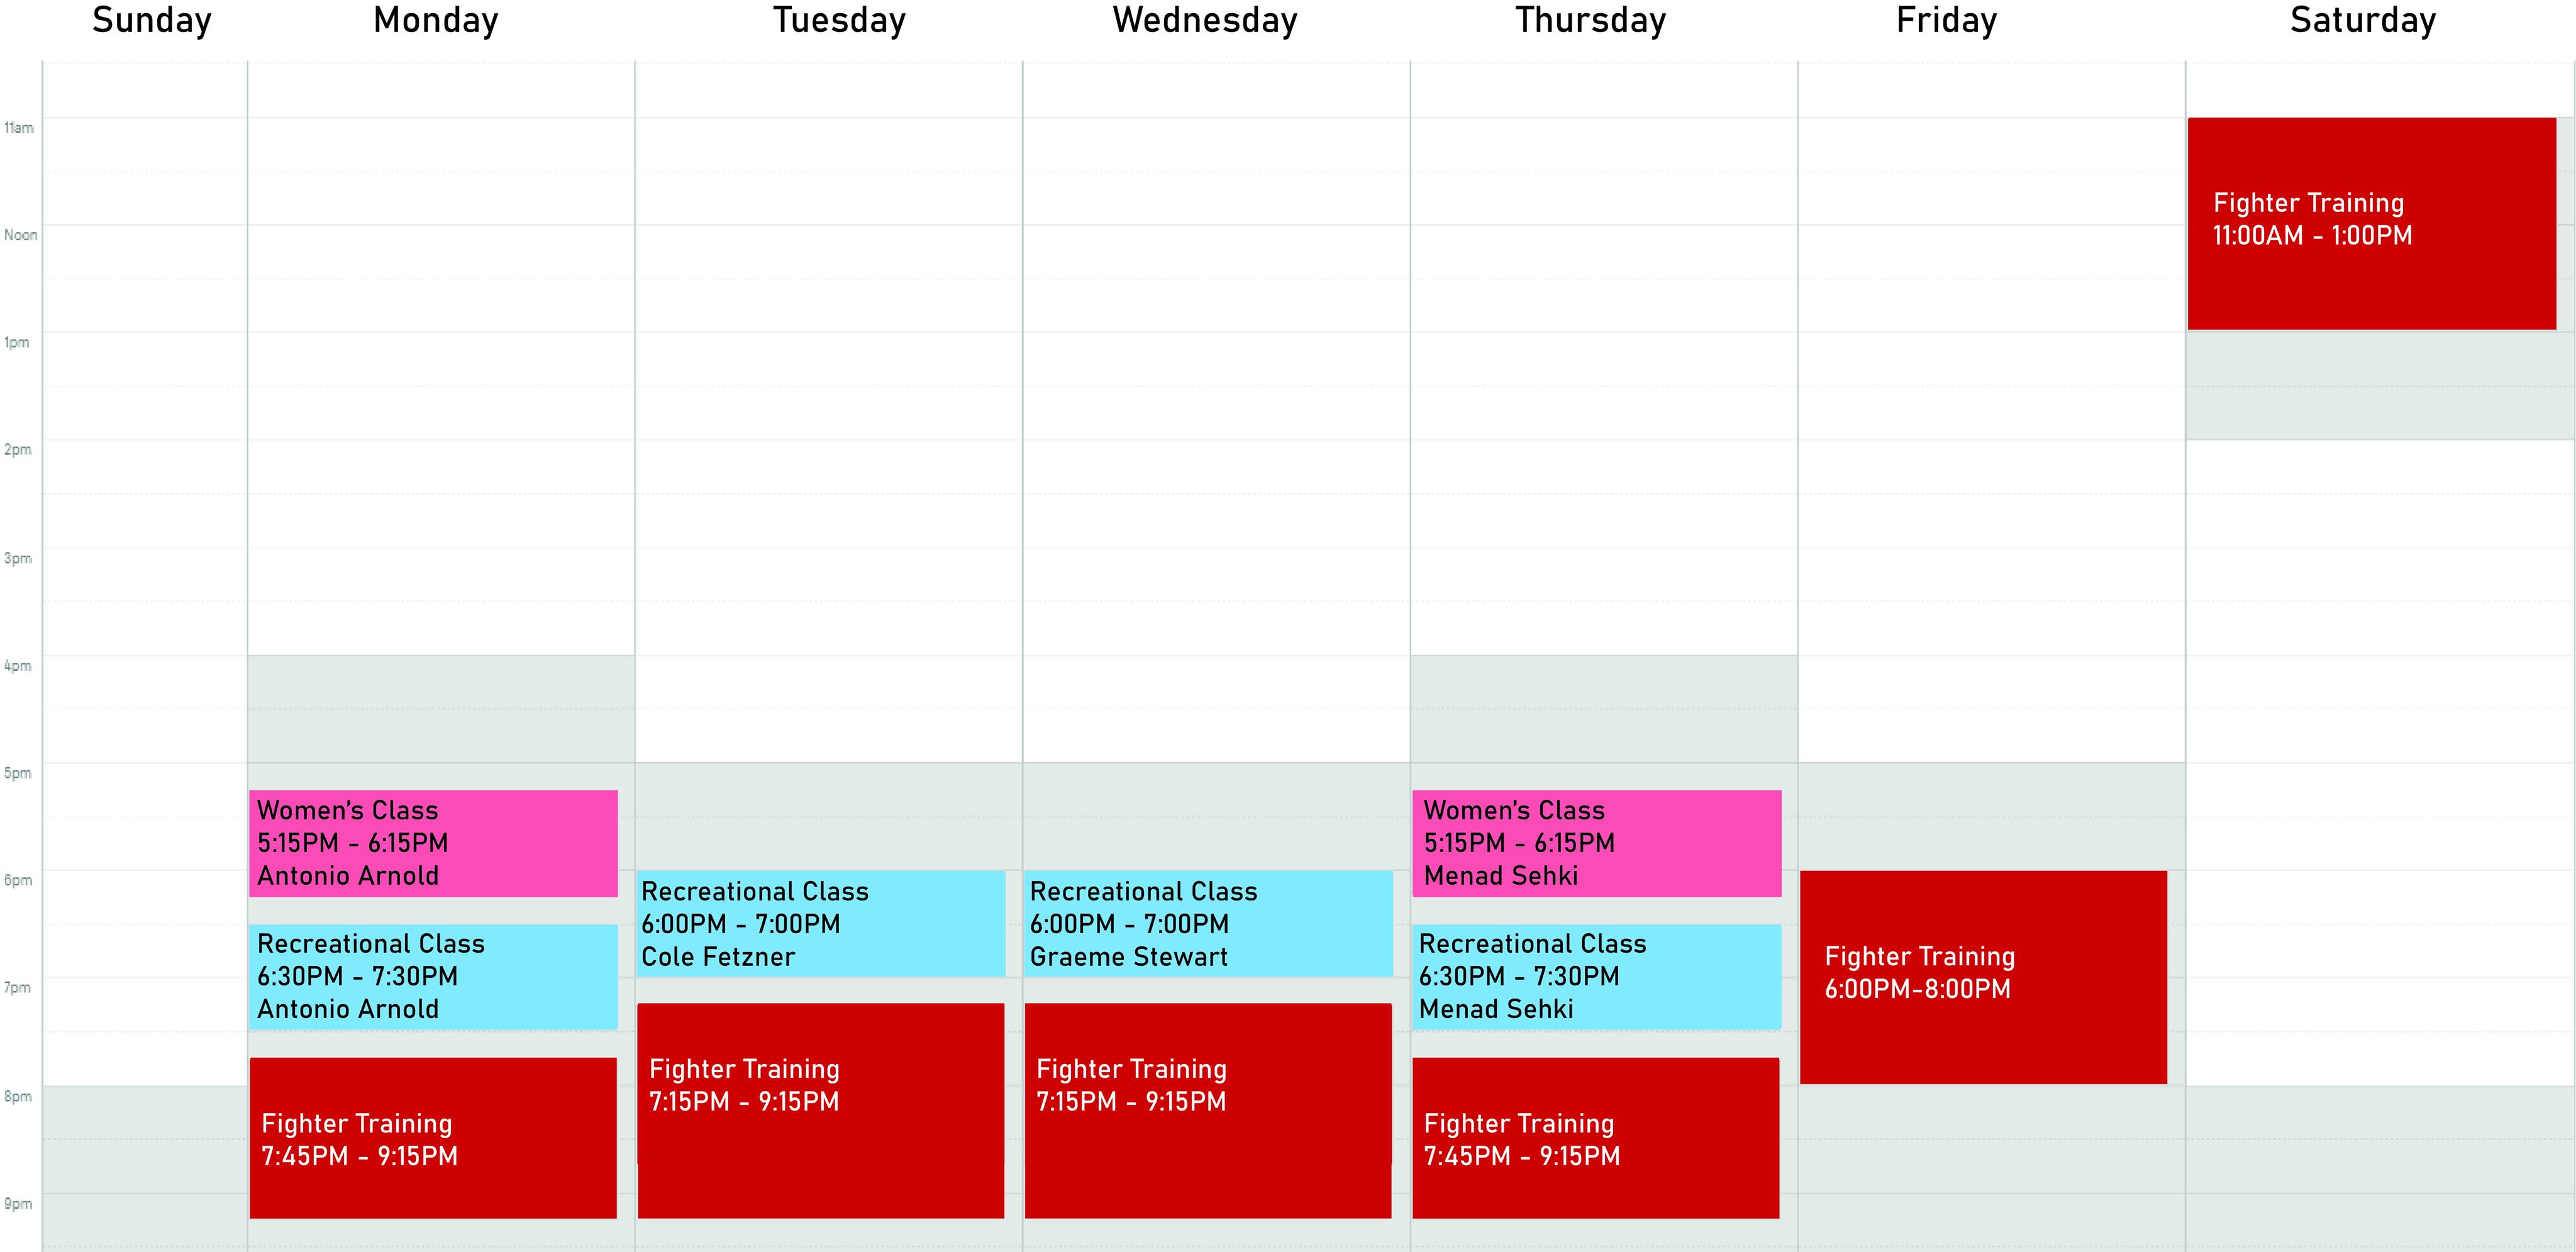 Sunday Monday Tuesday Wednesday Thursday Friday Saturday
11am
Noon
1pm
2pm
3pm
4pm
5pm
6pm
7pm
8pm
9pm
Women's Class
5:15PM - 6:15PM
Antonio Arnold
Recreational Class
6:30PM - 7:30PM
Antonio Arnold
Fighter Training
7:45PM - 9:15PM
Recreational Class
6:00PM - 7:00PM
Cole Fetzner
Fighter Training
7:15PM - 9:15PM
Recreational Class
6:00PM - 7:00PM
Graeme Stewart
Fighter Training
7:15PM - 9:15PM
Women's Class
5:15PM - 6:15PM
Menad Sehki
Recreational Class
6:30PM - 7:30PM
Menad Sehki
Fighter Training
7:45PM - 9:15PM
Fighter Training
6:00PM-8:00PM
Fighter Training
11:00AM - 1:00PM